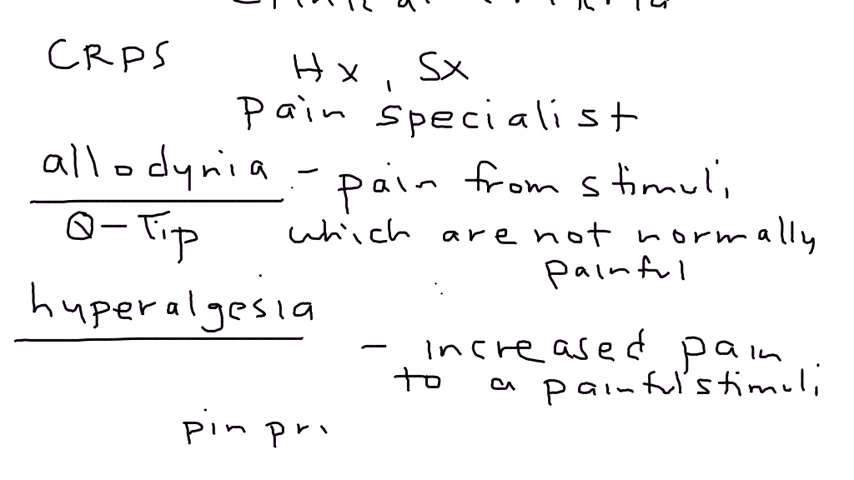 CRPS
Hx, Sx
Pain specialist
allodynia - pain from stimuli
Q-Tip which are not normally
painful
hyperalgesia
- increased pain
to a painful stimuli
pin pri